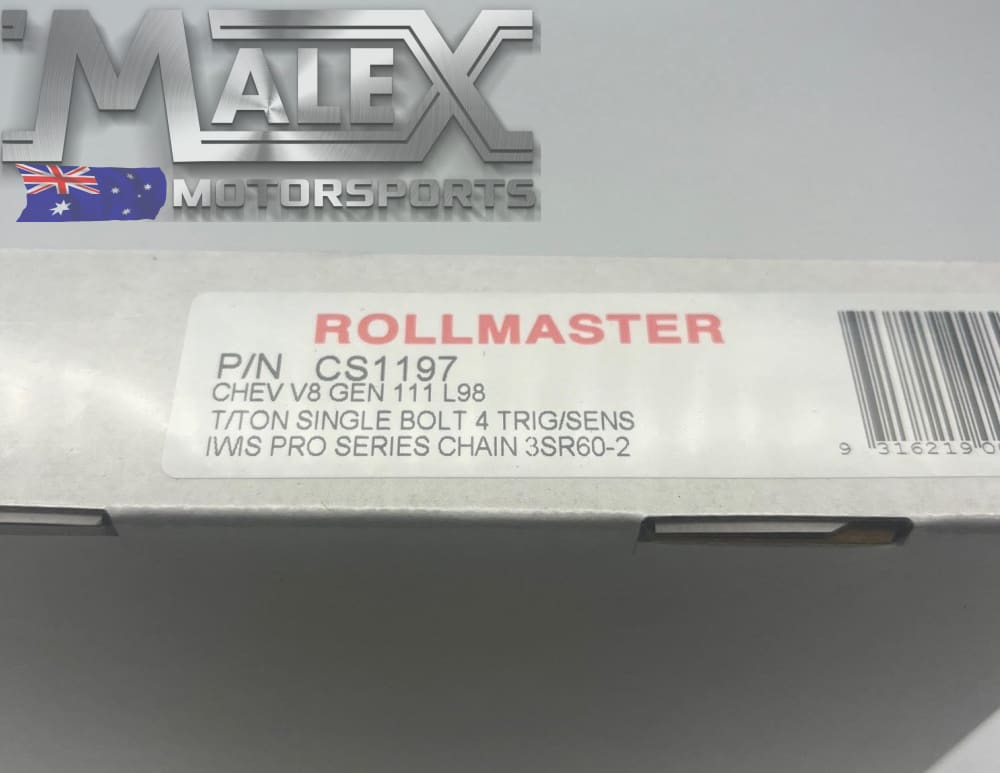 MALEX
MOTORSPORTS
ROLLMASTER
P/N CS1197
CHEV V8 GEN 111 L98
T/TON SINGLE BOLT 4 TRIG/SENS
IWIS PRO SERIES CHAIN 3SR60-2
9 316219